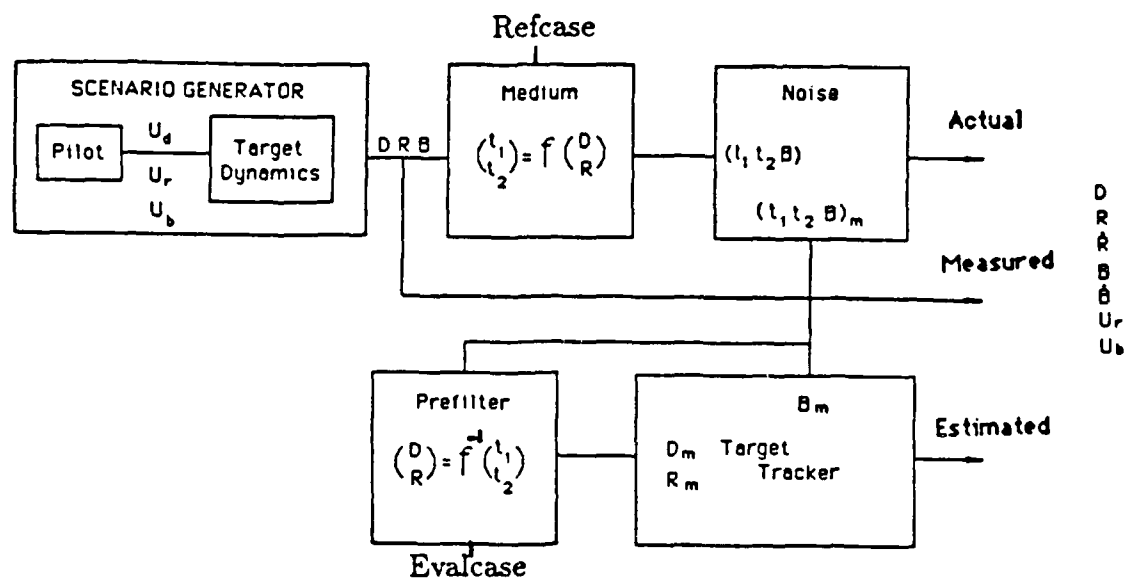 Refcase
SCENARIO GENERATOR
Pilot
U_d
U_r
U_b
Target
Dynamics
D R B
Medium
(t_1 t_2) = f (D R)
Noise
(t_1 t_2 B)
(t_1 t_2 B)_m
Actual
Measured
D
R
Ṙ
B
Ḃ
U_r
U_b
Prefilter
(D R) = f^-1 (t_1 t_2)
Evalcase
B_m
D_m Target
R_m Tracker
Estimated